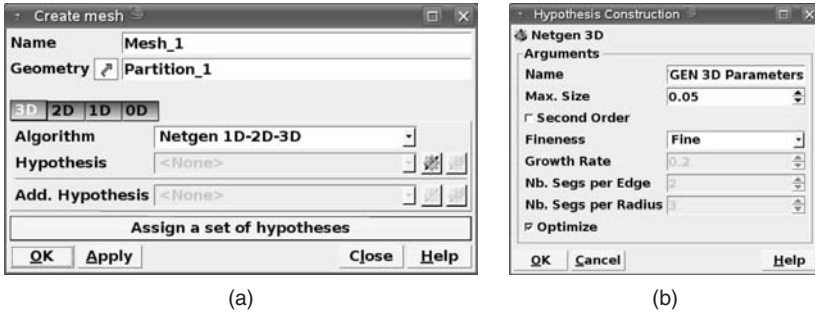 Create mesh
Name Mesh_1
Geometry Partition_1
3D 2D 1D 0D
Algorithm Netgen 1D-2D-3D
Hypothesis <None>
Add. Hypothesis <None>
Assign a set of hypotheses
OK Apply Close Help
(a)
Hypothesis Construction
Netgen 3D
Arguments
Name GEN 3D Parameters
Max. Size 0.05
Second Order
Fineness Fine
Growth Rate 0.2
Nb. Segs per Edge 2
Nb. Segs per Radius 3
Optimize
OK Cancel Help
(b)